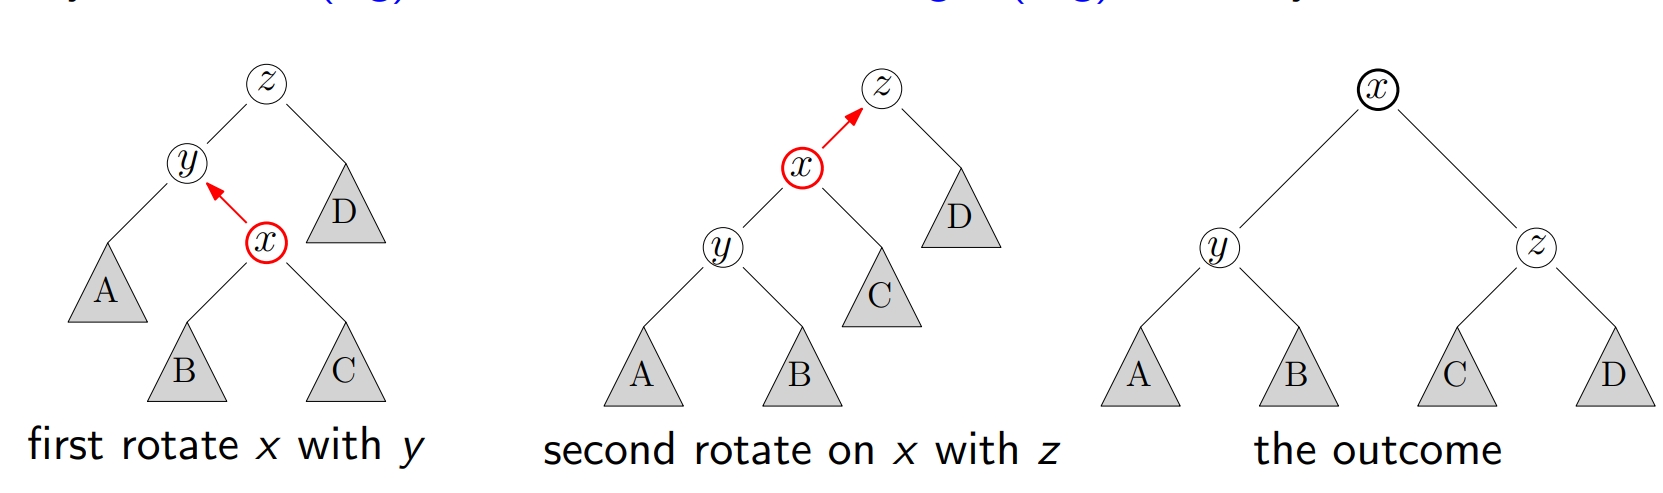 z z x
y x
D D
x y y z
A C
B C A B A B C D
first rotate x with y
second rotate on x with z
the outcome